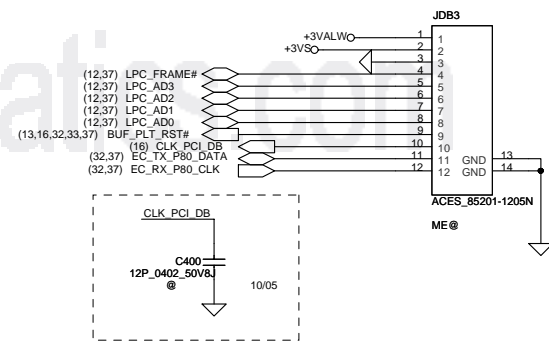 JDB3
+3VALW 1 1
+3VS 2 2
3 3
(12,37) LPC_FRAME# 4 4
(12,37) LPC_AD3 5 5
(12,37) LPC_AD2 6 6
(12,37) LPC_AD1 7 7
(12,37) LPC_AD0 8 8
(13,16,32,33,37) BUF_PLT_RST# 9 9
(16) CLK_PCI_DB 10 10
(32,37) EC_TX_P80_DATA 11 11 GND 13
(32,37) EC_RX_P80_CLK 12 12 GND 14
ACES_85201-1205N
ME@
CLK_PCI_DB
C400
12P_0402_50V8J
@ 10/05